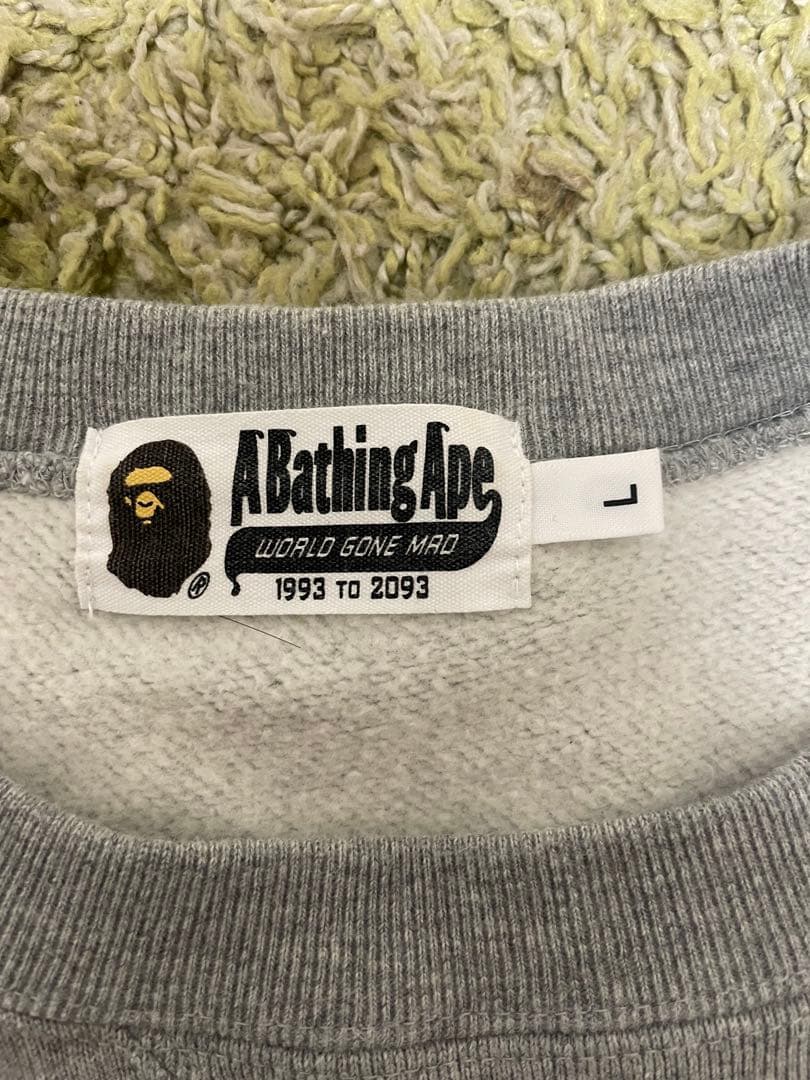 A Bathing Ape
L
WORLD GONE MAD
®
1993 TO 2093